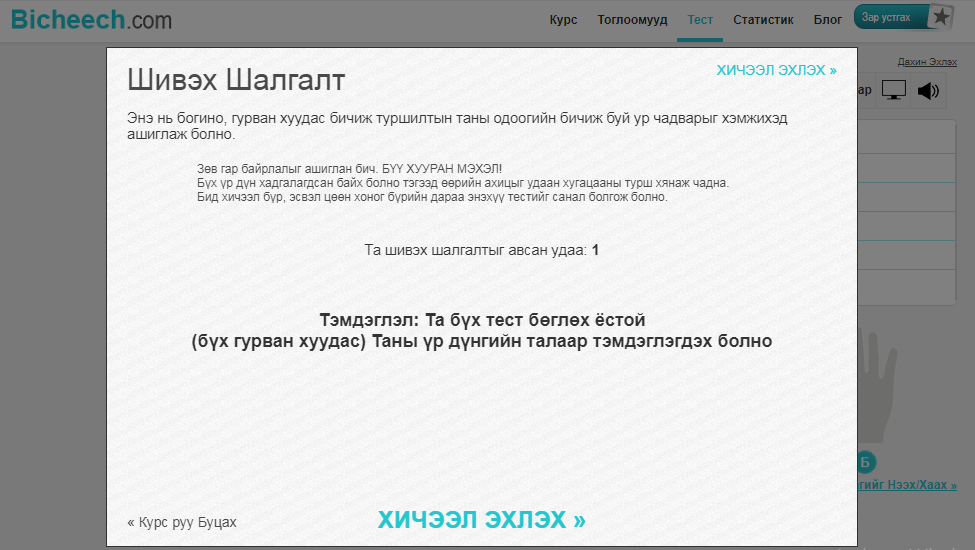 Bicheech.com
Курс Тоглоомууд Тест Статистик Блог Зар устгах
Дахин Эхлэх
ХИЧЭЭЛ ЭХЛЭХ »
Шивэх Шалгалт
Энэ нь богино, гурван хуудас бичиж туршилтын таны одоогийн бичиж буй ур чадварыг хэмжихэд
ашиглаж болно.
Зөв гар байрлалыг ашиглан бич. БҮҮ ХУУРАН МЭХЭЛ!
Бүх үр дүн хадгалагдсан байх болно тэгээд өөрийн ахицыг удаан хугацааны турш хянаж чадна.
Бид хичээл бүр, эсвэл цөөн хоног бүрийн дараа энэхүү тестийг санал болгож болно.
Та шивэх шалгалтыг авсан удаа: 1
Тэмдэглэл: Та бүх тест бөглөх ёстой
(бүх гурван хуудас) Таны үр дүнгийн талаар тэмдэглэгдэх болно
Б
Нээх/Хаах »
« Курс руу Буцах
ХИЧЭЭЛ ЭХЛЭХ »